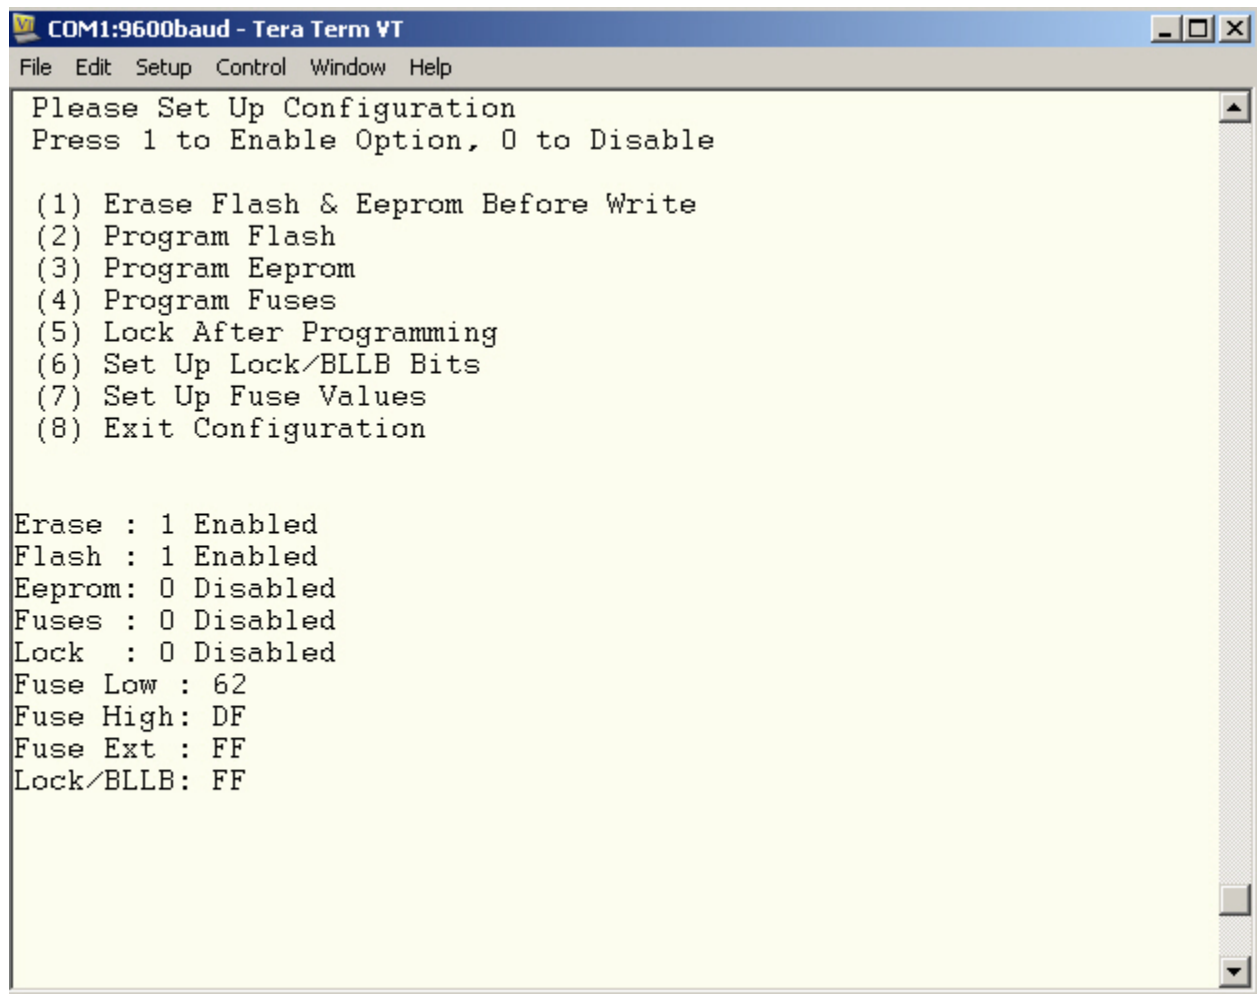 COM1:9600baud - Tera Term VT
File Edit Setup Control Window Help
Please Set Up Configuration
Press 1 to Enable Option, 0 to Disable
(1) Erase Flash & Eeprom Before Write
(2) Program Flash
(3) Program Eeprom
(4) Program Fuses
(5) Lock After Programming
(6) Set Up Lock/BLLB Bits
(7) Set Up Fuse Values
(8) Exit Configuration
Erase : 1 Enabled
Flash : 1 Enabled
Eeprom: 0 Disabled
Fuses : 0 Disabled
Lock  : 0 Disabled
Fuse Low : 62
Fuse High: DF
Fuse Ext : FF
Lock/BLLB: FF